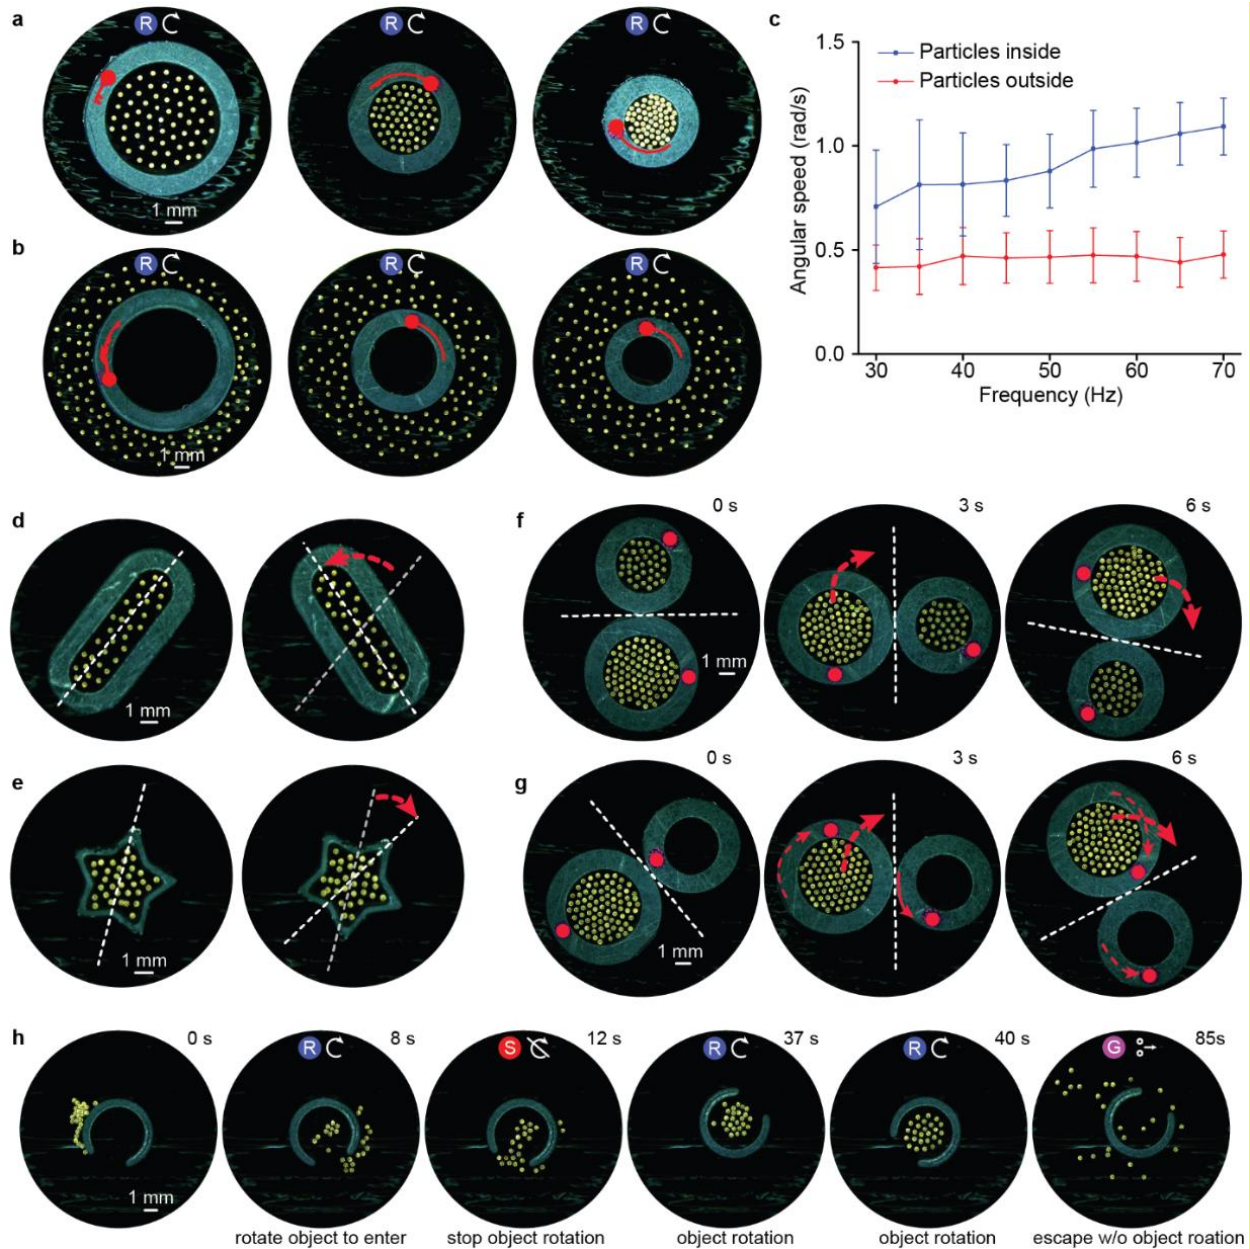 a
R
R
R
1 mm
b
R
R
R
1 mm
c
1.5
1.0
0.5
0.0
Angular speed (rad/s)
Particles inside
Particles outside
30
40
50
60
70
Frequency (Hz)
d
1 mm
e
1 mm
f
0 s
3 s
6 s
1 mm
g
0 s
3 s
6 s
1 mm
h
0 s
1 mm
R
8 s
rotate object to enter
S
12 s
stop object rotation
R
37 s
object rotation
R
40 s
object rotation
G
85s
escape w/o object roation